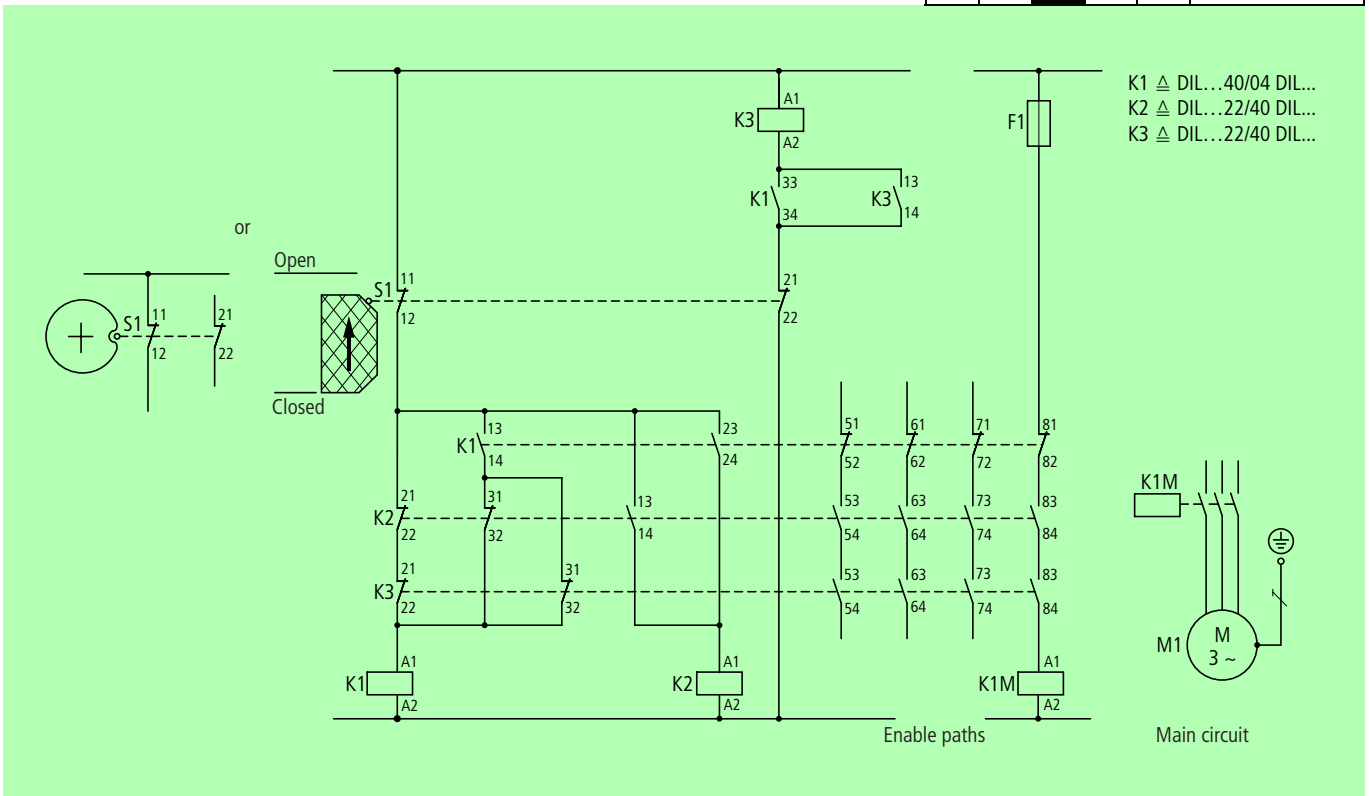 K1 ≙ DIL…40/04 DIL...
K2 ≙ DIL…22/40 DIL...
K3 ≙ DIL…22/40 DIL...
A1
K3
A2
F1
33
13
K1
K3
34
14
or
Open
S1
11
12
21
22
S1
11
12
21
22
Closed
K1
13
14
23
24
51
52
61
62
71
72
81
82
K2
21
22
31
32
13
14
53
54
63
64
73
74
83
84
K3
21
22
31
32
53
54
63
64
73
74
83
84
K1M
M1
M
3 ~
K1
A1
A2
K2
A1
A2
K1M
A1
A2
Enable paths
Main circuit